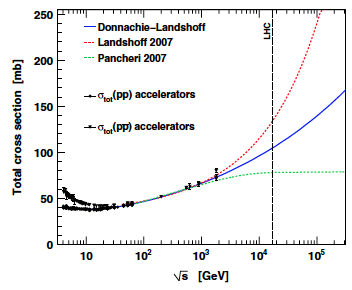 250
200
150
100
50
0
Total cross section [mb]
Donnachie-Landshoff
Landshoff 2007
Pancheri 2007
σtot(pp) accelerators
σtot(pp) accelerators
LHC
10 10² 10³ 10⁴ 10⁵
√s [GeV]